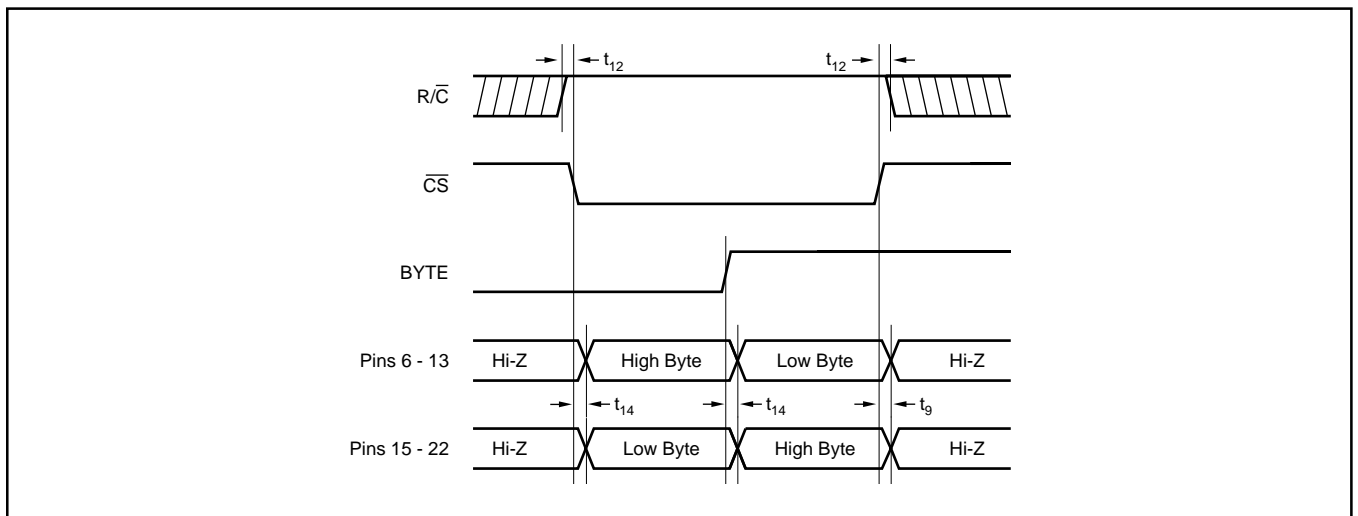 t12 t12
R/C̅
C̅S̅
BYTE
Pins 6 - 13 Hi-Z High Byte Low Byte Hi-Z
t14 t14 t9
Pins 15 - 22 Hi-Z Low Byte High Byte Hi-Z